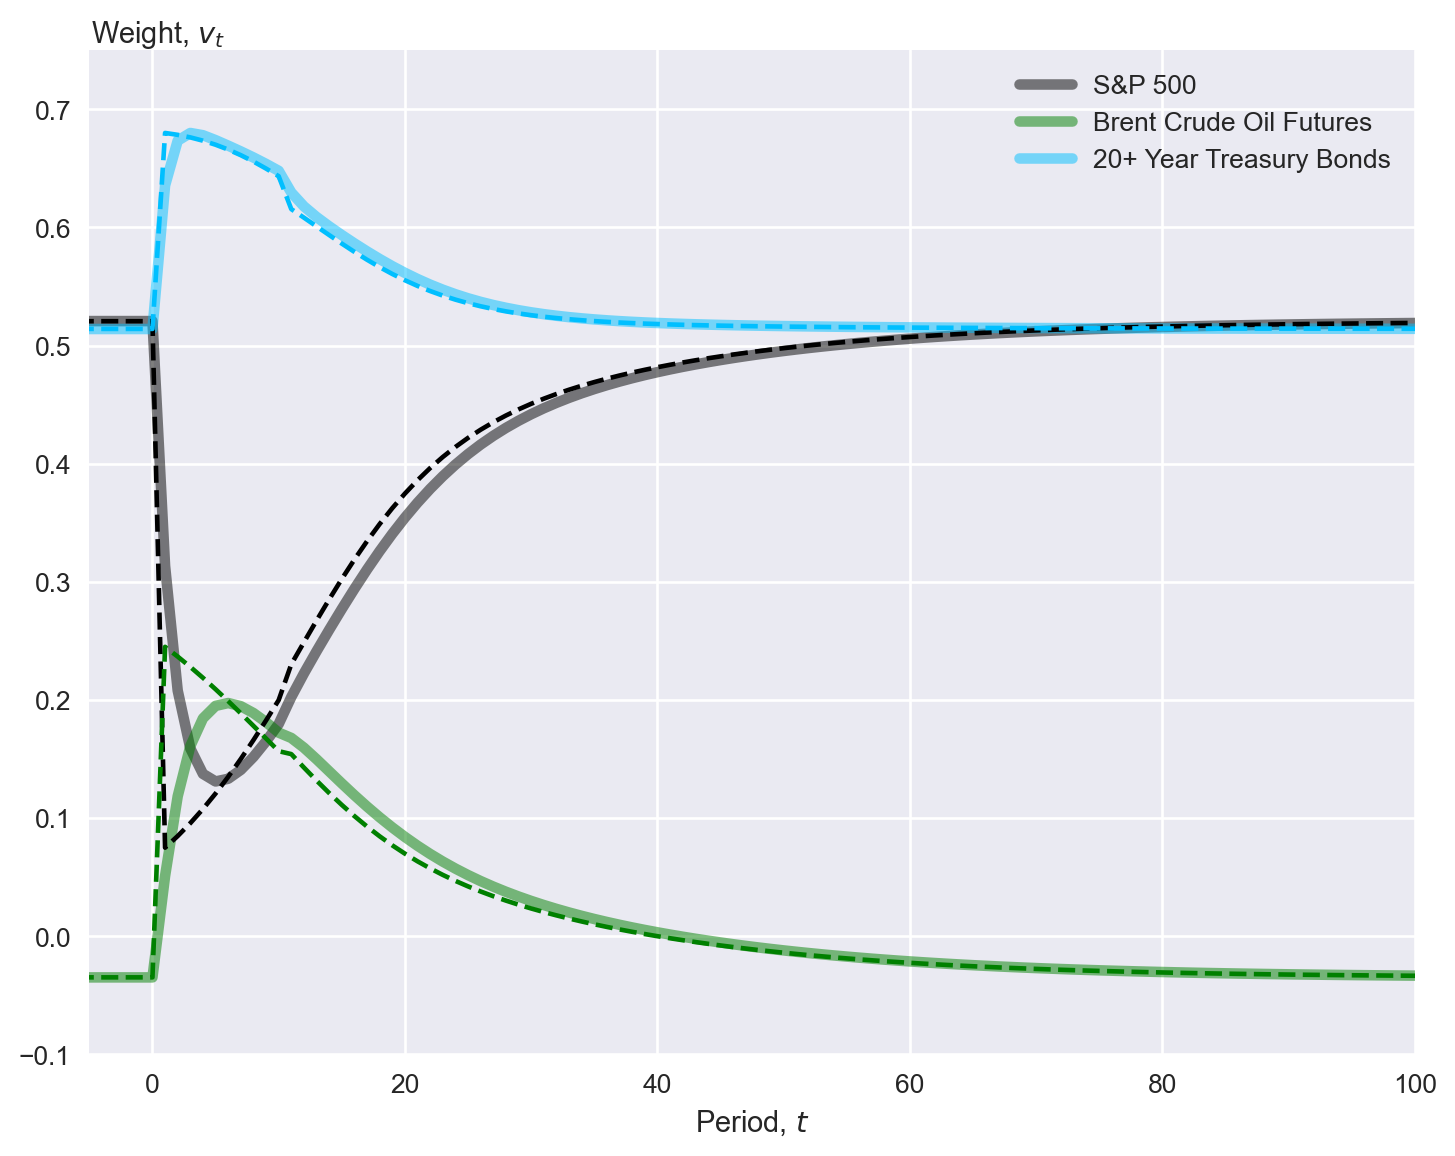 Weight, vₜ
S&P 500
Brent Crude Oil Futures
20+ Year Treasury Bonds
0.7
0.6
0.5
0.4
0.3
0.2
0.1
0.0
−0.1
0 20 40 60 80 100
Period, t